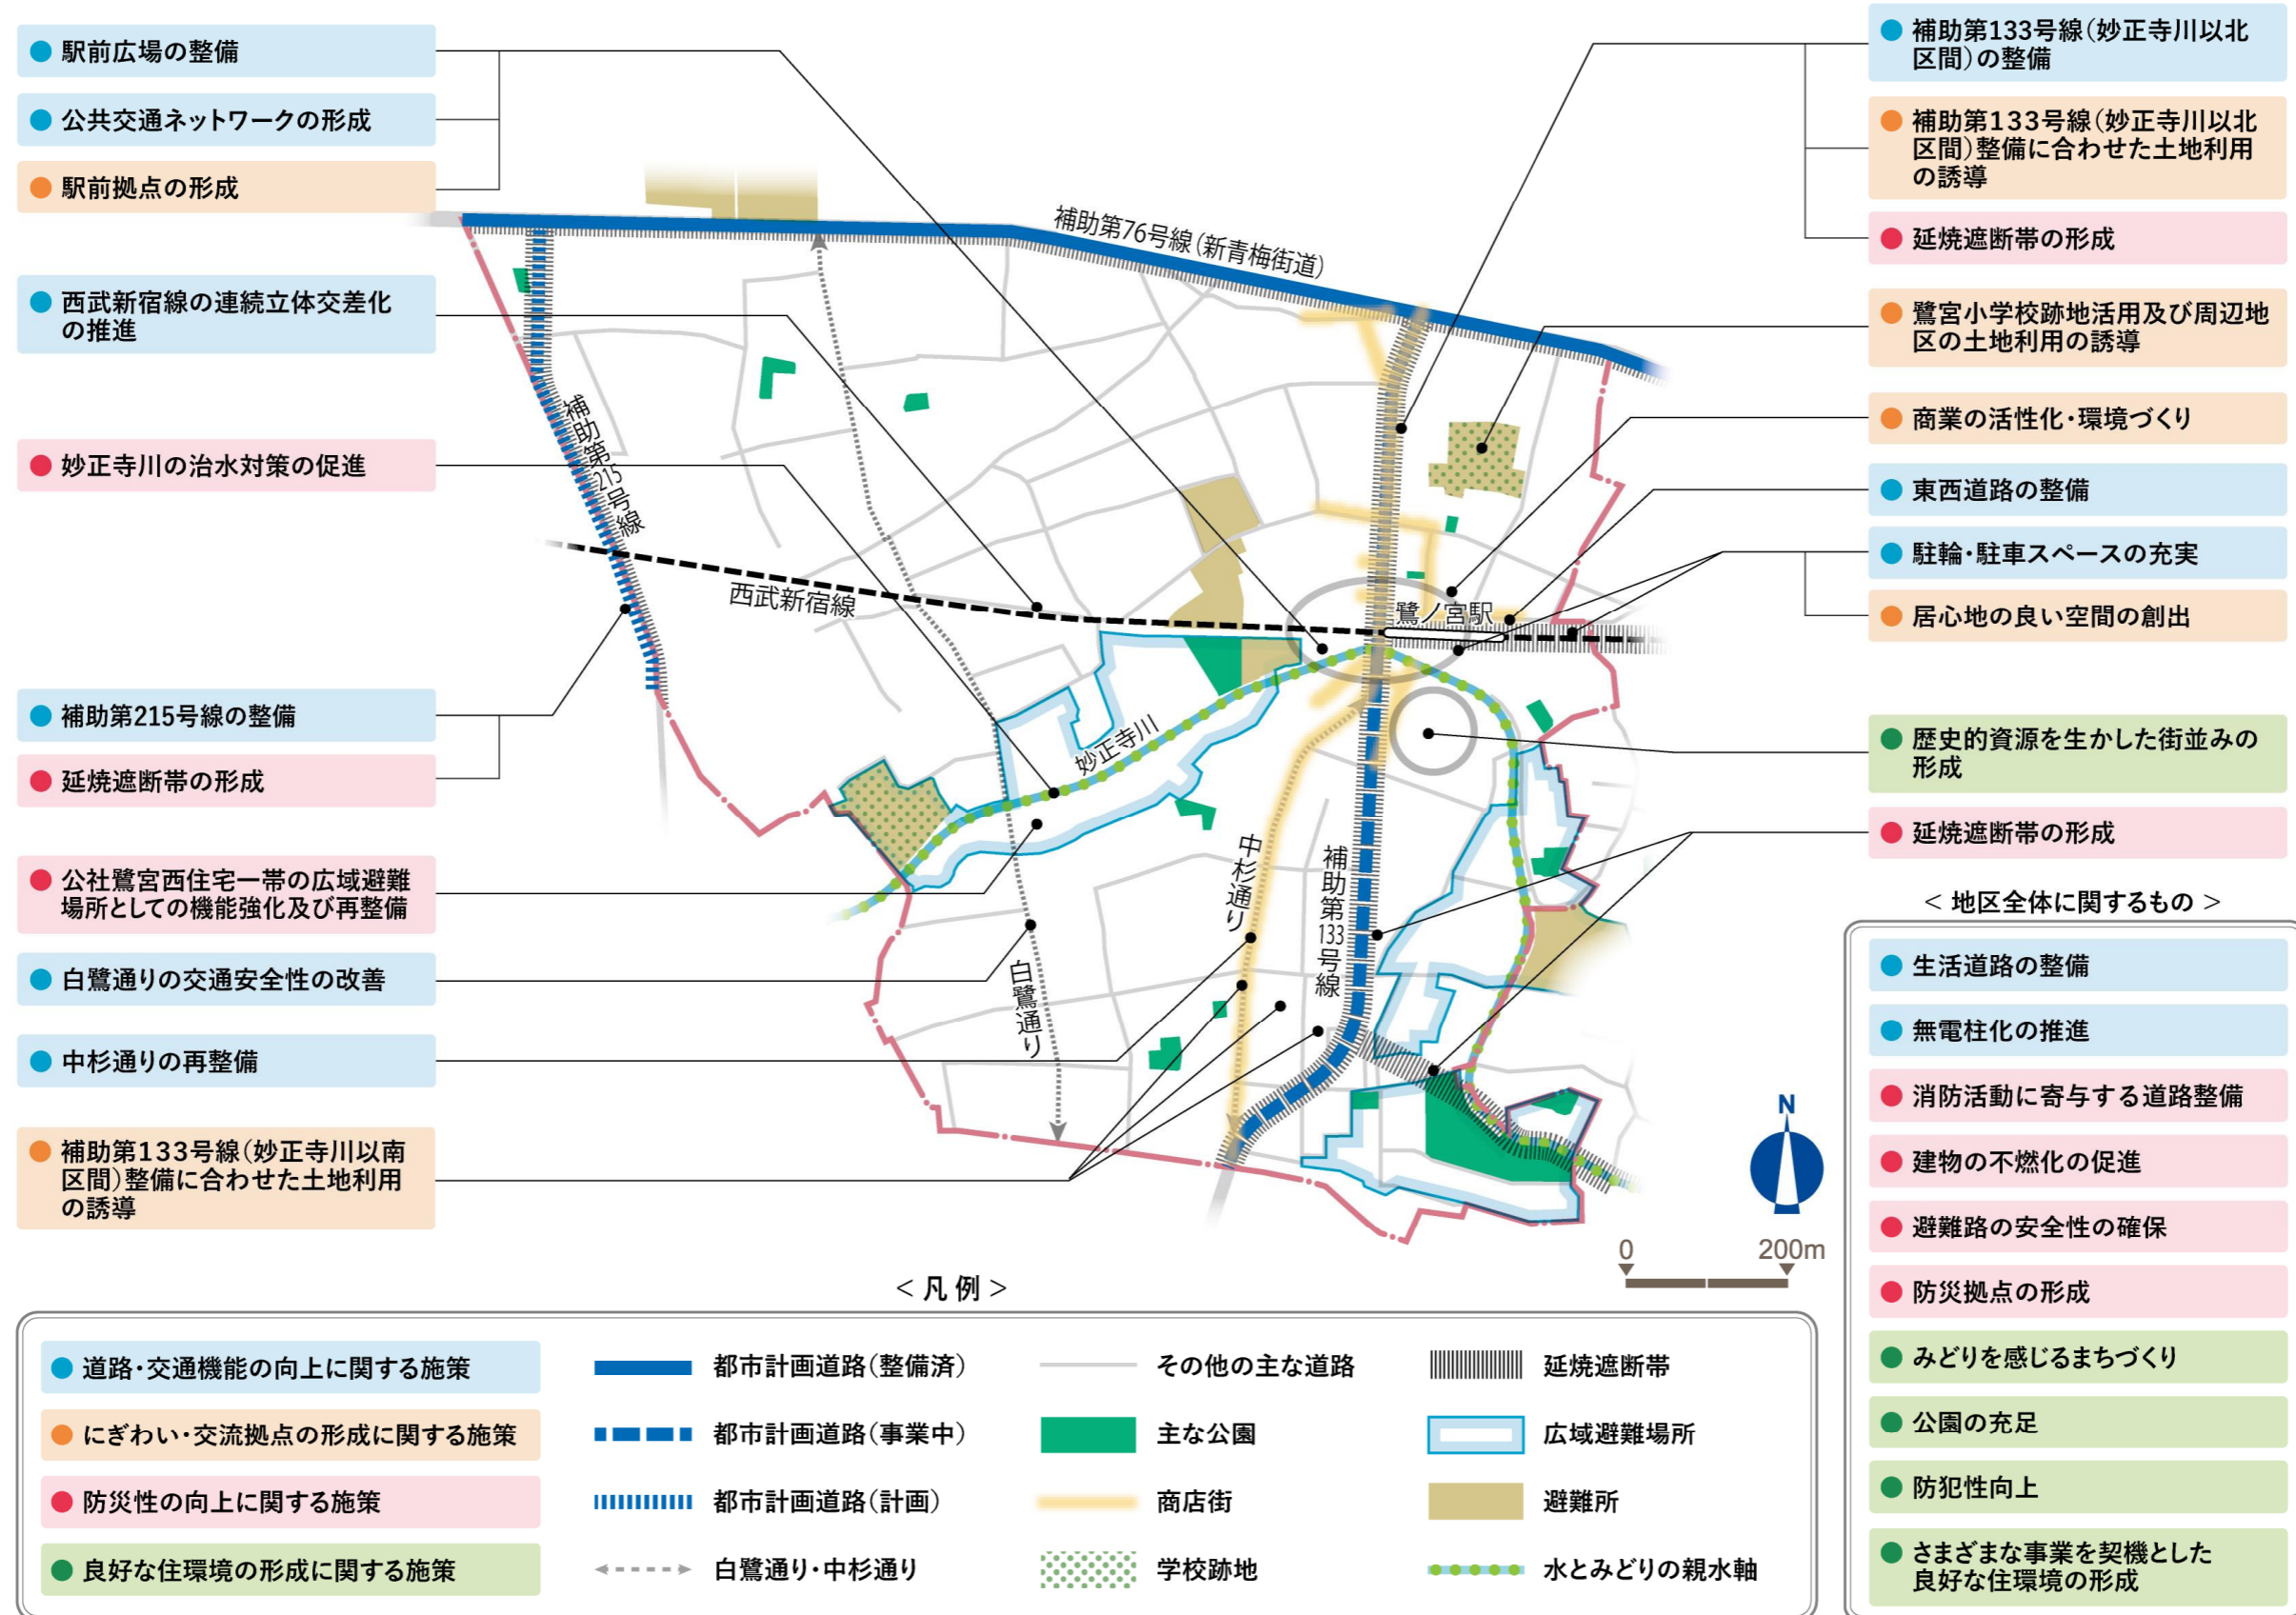 駅前広場の整備
公共交通ネットワークの形成
駅前拠点の形成
西武新宿線の連続立体交差化
の推進
妙正寺川の治水対策の促進
補助第215号線の整備
延焼遮断帯の形成
公社鷺宮西住宅一帯の広域避難
場所としての機能強化及び再整備
白鷺通りの交通安全性の改善
中杉通りの再整備
補助第133号線(妙正寺川以南
区間)整備に合わせた土地利用
の誘導
補助第76号線(新青梅街道)
補助第215号線
西武新宿線
鷺ノ宮駅
妙正寺川
中杉通り
補助第133号線
白鷺通り
補助第133号線(妙正寺川以北
区間)の整備
補助第133号線(妙正寺川以北
区間)整備に合わせた土地利用
の誘導
延焼遮断帯の形成
鷺宮小学校跡地活用及び周辺地
区の土地利用の誘導
商業の活性化・環境づくり
東西道路の整備
駐輪・駐車スペースの充実
居心地の良い空間の創出
歴史的資源を生かした街並みの
形成
延焼遮断帯の形成
<地区全体に関するもの>
生活道路の整備
無電柱化の推進
消防活動に寄与する道路整備
建物の不燃化の促進
避難路の安全性の確保
防災拠点の形成
みどりを感じるまちづくり
公園の充足
防犯性向上
さまざまな事業を契機とした
良好な住環境の形成
N
0 200m
<凡例>
道路・交通機能の向上に関する施策
にぎわい・交流拠点の形成に関する施策
防災性の向上に関する施策
良好な住環境の形成に関する施策
都市計画道路(整備済)
都市計画道路(事業中)
都市計画道路(計画)
白鷺通り・中杉通り
その他の主な道路
主な公園
商店街
学校跡地
延焼遮断帯
広域避難場所
避難所
水とみどりの親水軸